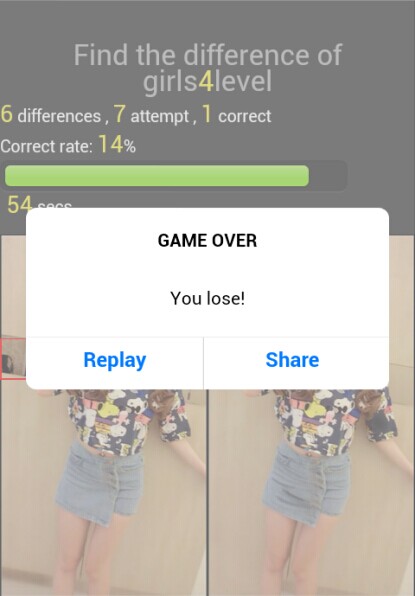 Find the difference of
girls4level
6 differences , 7 attempt , 1 correct
Correct rate: 14%
54 secs
GAME OVER
You lose!
Replay
Share